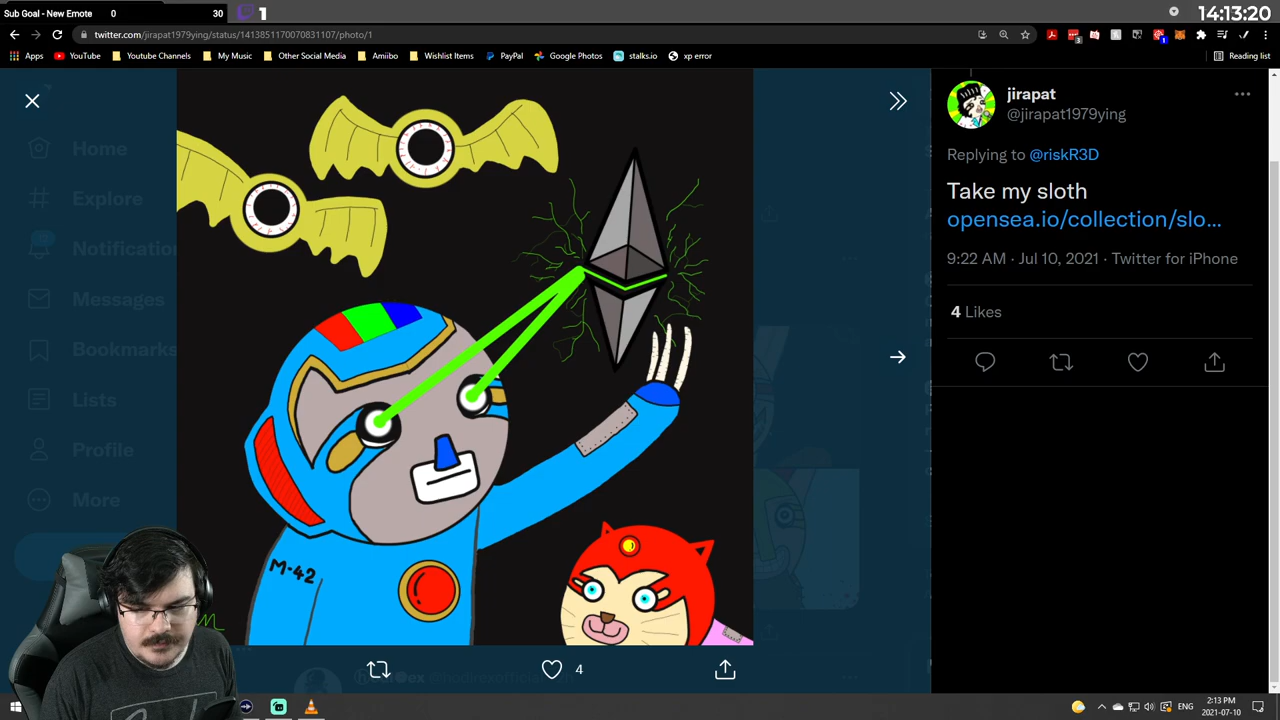 Sub Goal - New Emote 0 30 1 14:13:20
twitter.com/jirapat1979ying/status/1413851170070831107/photo/1
Apps YouTube Youtube Channels My Music Other Social Media Amiibo Wishlist Items PayPal Google Photos stalks.io xp error Reading list
Home
Explore
Notification
Messages
Bookmarks
Lists
Profile
More
M-42
4
jirapat
@jirapat1979ying
Replying to @riskR3D
Take my sloth
opensea.io/collection/slo...
9:22 AM · Jul 10, 2021 · Twitter for iPhone
4 Likes
ENG
2:13 PM
2021-07-10